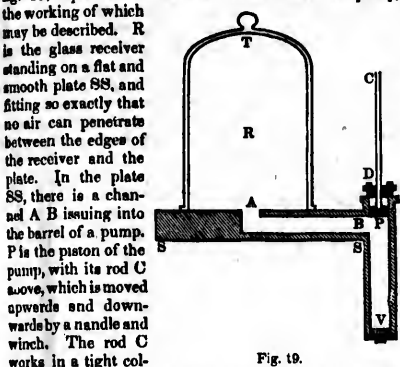 the working of which
may be described. R
is the glass receiver
standing on a flat and
smooth plate SS, and
fitting so exactly that
no air can penetrate
between the edges of
the receiver and the
plate. In the plate
SS, there is a chan-
nel A B issuing into
the barrel of a pump.
P is the piston of the
pump, with its rod C
above, which is moved
upwards and down-
wards by a nandle and
winch. The rod C
works in a tight col-
T
C
R
D
A
B
P
S
S
V
Fig. 19.